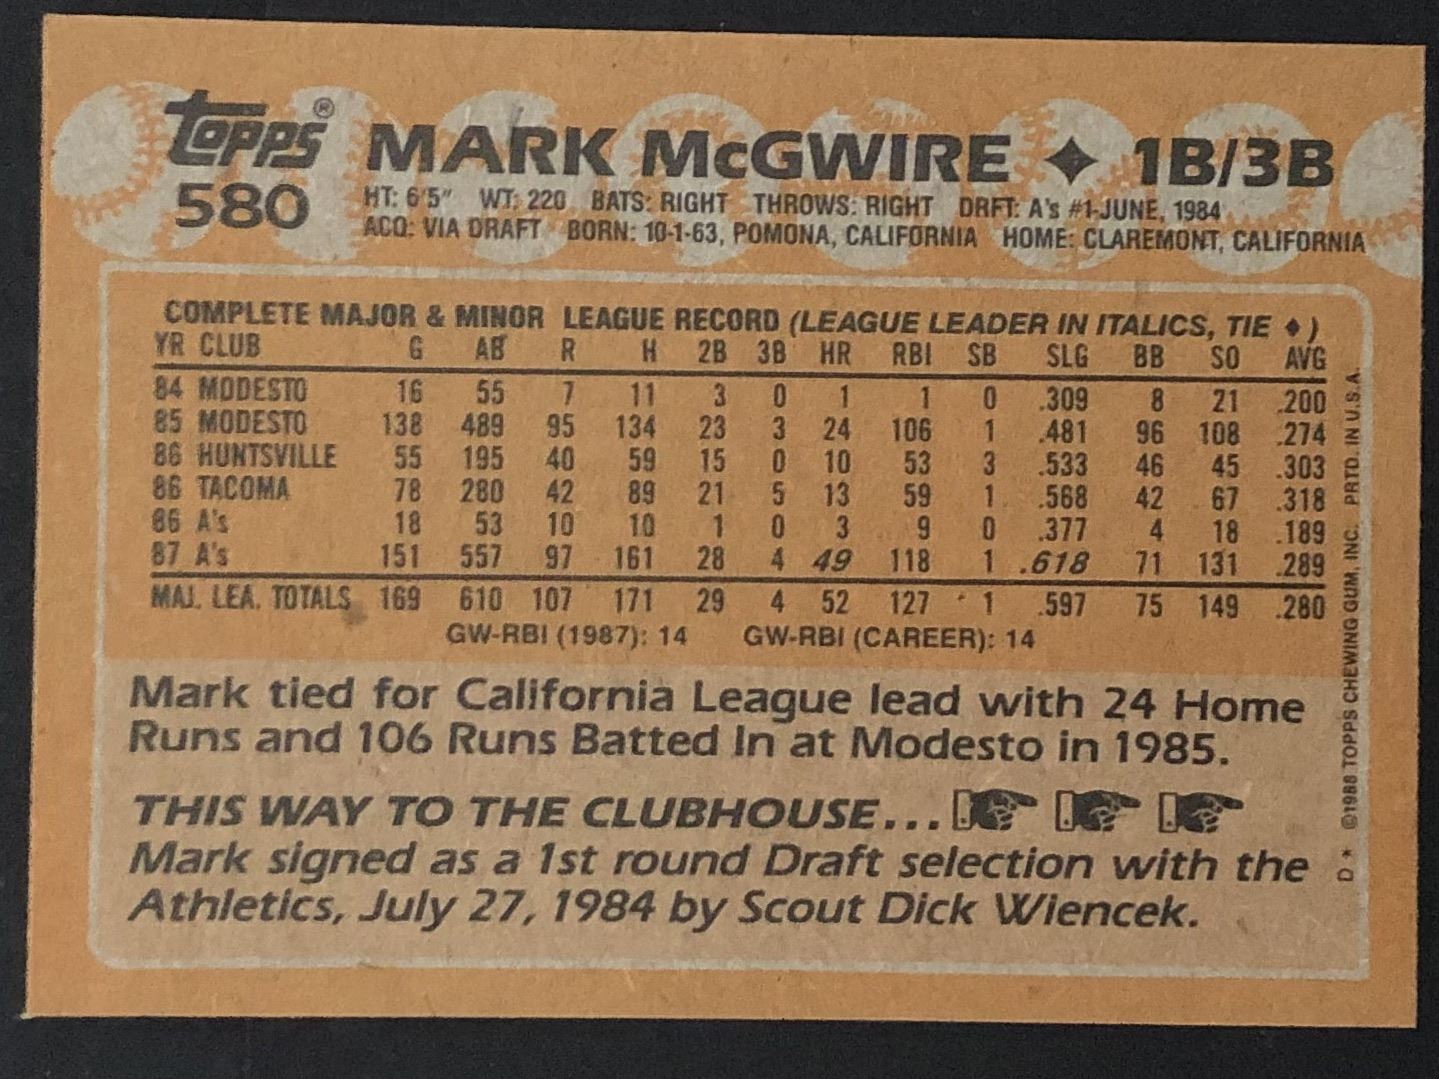 TOPPS® MARK McGWIRE ✦ 1B/3B
580 HT: 6'5" WT: 220 BATS: RIGHT THROWS: RIGHT DRFT: A's #1-JUNE, 1984
ACQ: VIA DRAFT BORN: 10-1-63, POMONA, CALIFORNIA HOME: CLAREMONT, CALIFORNIA
COMPLETE MAJOR & MINOR LEAGUE RECORD (LEAGUE LEADER IN ITALICS, TIE ♦)
YR CLUB G AB R H 2B 3B HR RBI SB SLG BB SO AVG
84 MODESTO 16 55 7 11 3 0 1 1 0 .309 8 21 .200
85 MODESTO 138 489 95 134 23 3 24 106 1 .481 96 108 .274
86 HUNTSVILLE 55 195 40 59 15 0 10 53 3 .533 46 45 .303
86 TACOMA 78 280 42 89 21 5 13 59 1 .568 42 67 .318
86 A's 18 53 10 10 1 0 3 9 0 .377 4 18 .189
87 A's 151 557 97 161 28 4 49 118 1 .618 71 131 .289
MAJ. LEA. TOTALS 169 610 107 171 29 4 52 127 1 .597 75 149 .280
GW-RBI (1987): 14 GW-RBI (CAREER): 14
Mark tied for California League lead with 24 Home
Runs and 106 Runs Batted In at Modesto in 1985.
THIS WAY TO THE CLUBHOUSE...
Mark signed as a 1st round Draft selection with the
Athletics, July 27, 1984 by Scout Dick Wiencek.
D* ©1988 TOPPS CHEWING GUM, INC. PRTD. IN U.S.A.